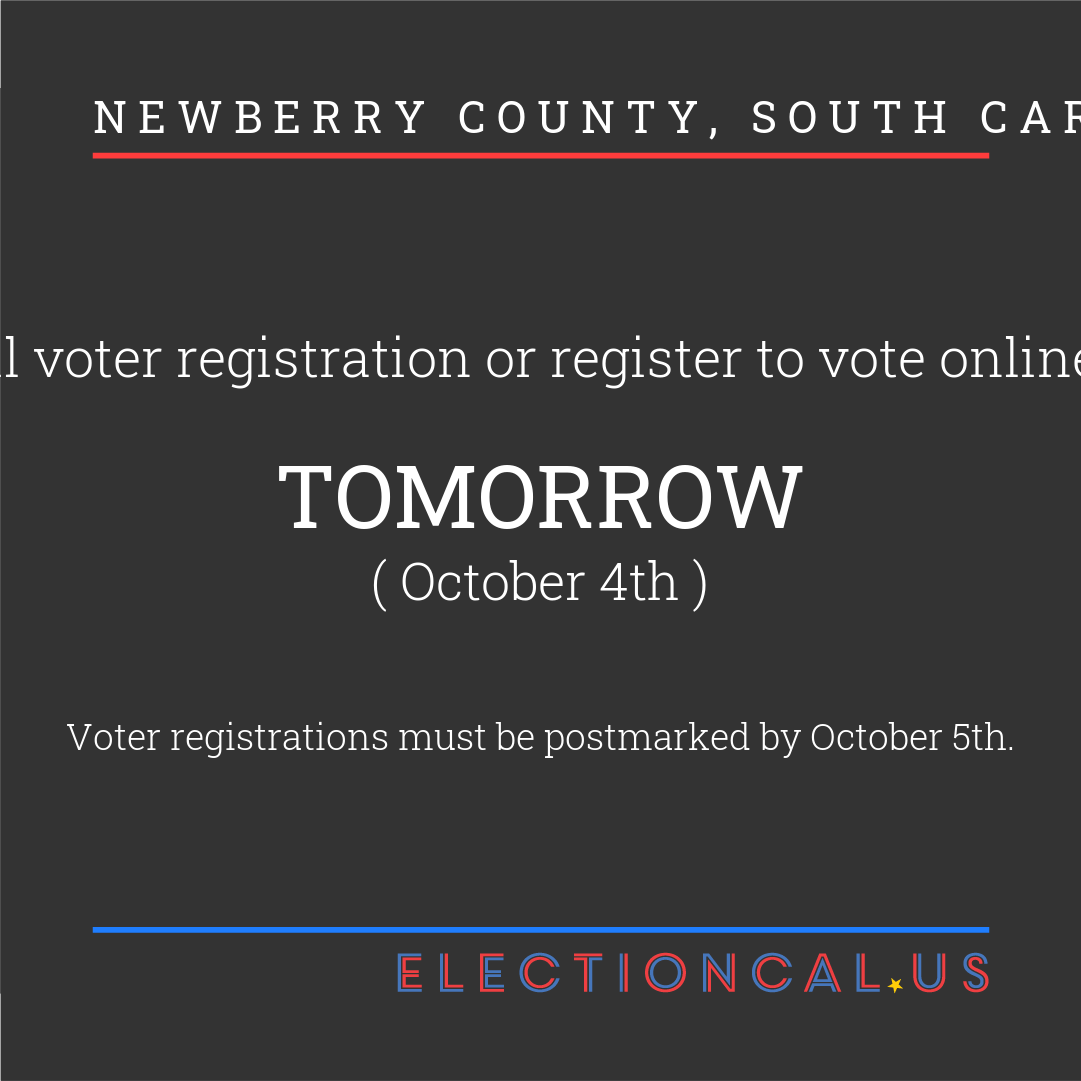 NEWBERRY COUNTY, SOUTH
voter registration or register to vote online
TOMORROW
( October 4th )
Voter registrations must be postmarked by October 5th.
ELECTIONCAL.US